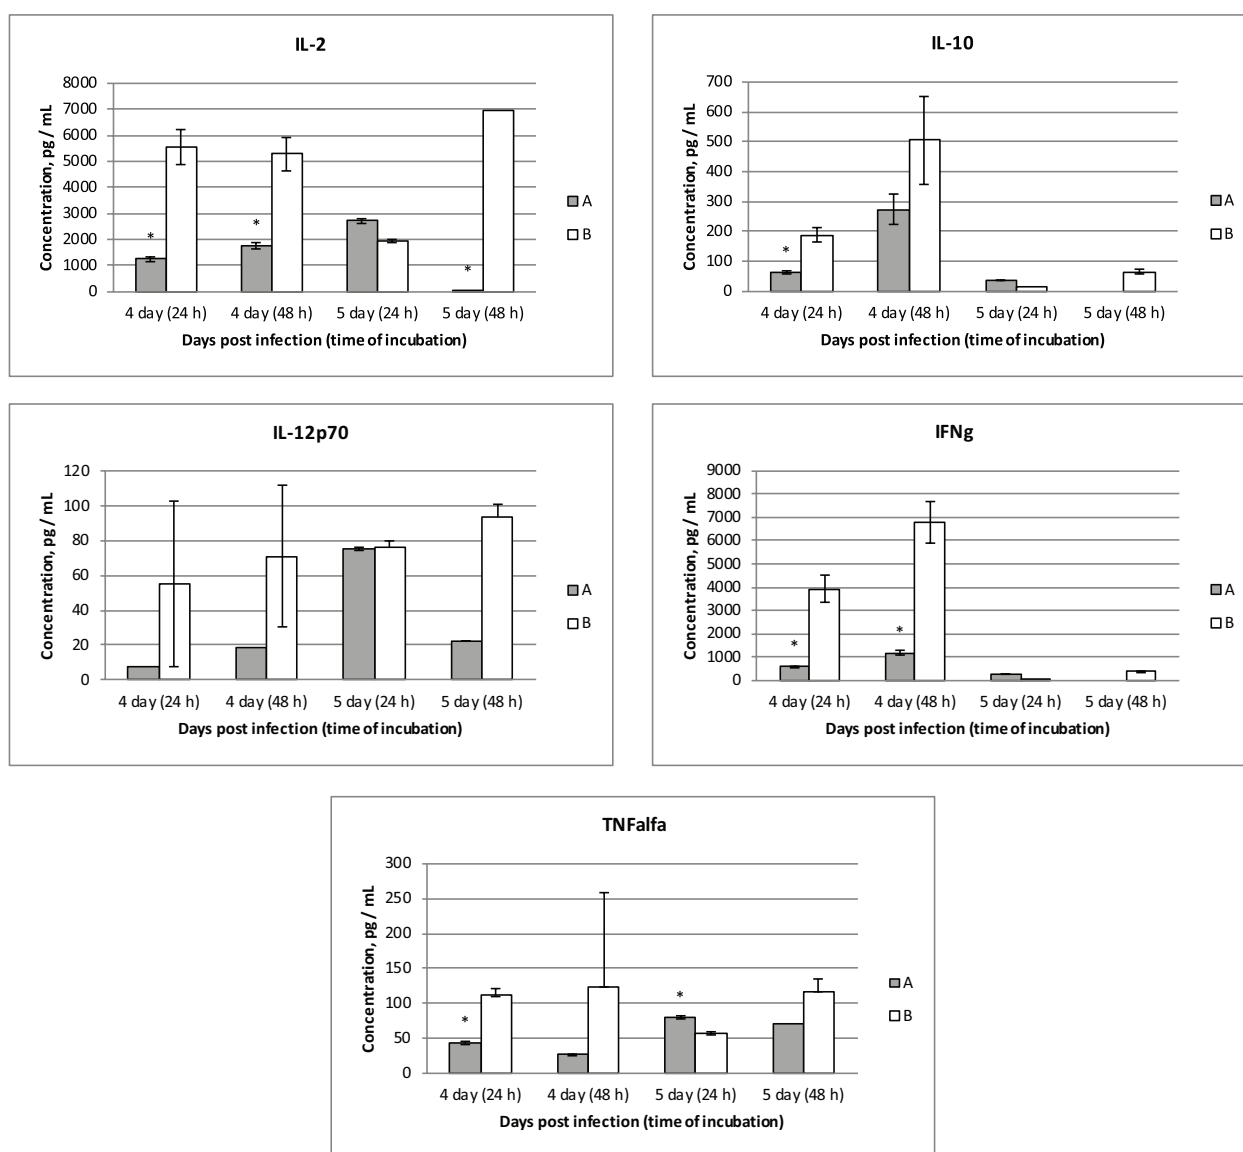 IL-2
Concentration, pg / mL
8000
7000
6000
5000
4000
3000
2000
1000
0
*
*
*
4 day (24 h) 4 day (48 h) 5 day (24 h) 5 day (48 h)
Days post infection (time of incubation)
A
B
IL-10
Concentration, pg / mL
700
600
500
400
300
200
100
0
*
4 day (24 h) 4 day (48 h) 5 day (24 h) 5 day (48 h)
Days post infection (time of incubation)
A
B
IL-12p70
Concentration, pg / mL
120
100
80
60
40
20
0
4 day (24 h) 4 day (48 h) 5 day (24 h) 5 day (48 h)
Days post infection (time of incubation)
A
B
IFNg
Concentration, pg / mL
9000
8000
7000
6000
5000
4000
3000
2000
1000
0
*
*
4 day (24 h) 4 day (48 h) 5 day (24 h) 5 day (48 h)
Days post infection (time of incubation)
A
B
TNFalfa
Concentration, pg / mL
300
250
200
150
100
50
0
*
*
4 day (24 h) 4 day (48 h) 5 day (24 h) 5 day (48 h)
Days post infection (time of incubation)
A
B